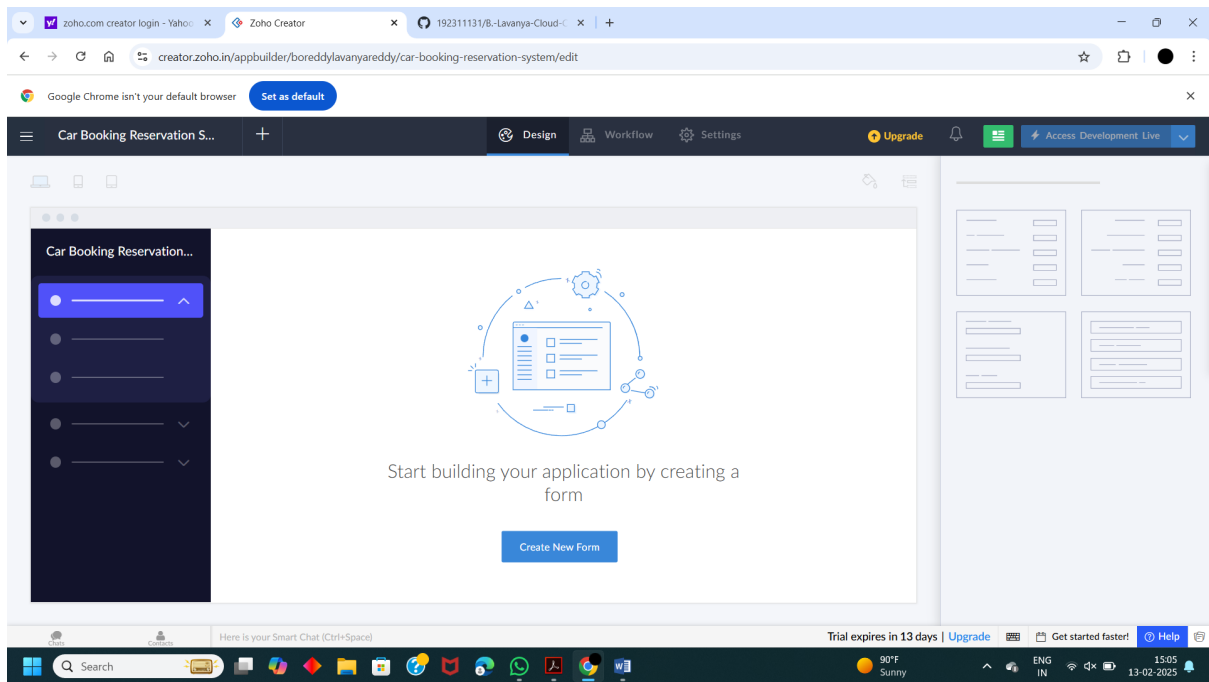 zoho.com creator login - Yahoo
Zoho Creator
192311131/B.-Lavanya-Cloud-C
creator.zoho.in/appbuilder/boreddylavanyareddy/car-booking-reservation-system/edit
Google Chrome isn't your default browser
Set as default
Car Booking Reservation S...
Design
Workflow
Settings
Upgrade
Access Development Live
Car Booking Reservation...
Start building your application by creating a
form
Create New Form
Chats
Contacts
Here is your Smart Chat (Ctrl+Space)
Trial expires in 13 days | Upgrade
Get started faster!
Help
Search
90°F
Sunny
ENG
IN
15:05
13-02-2025